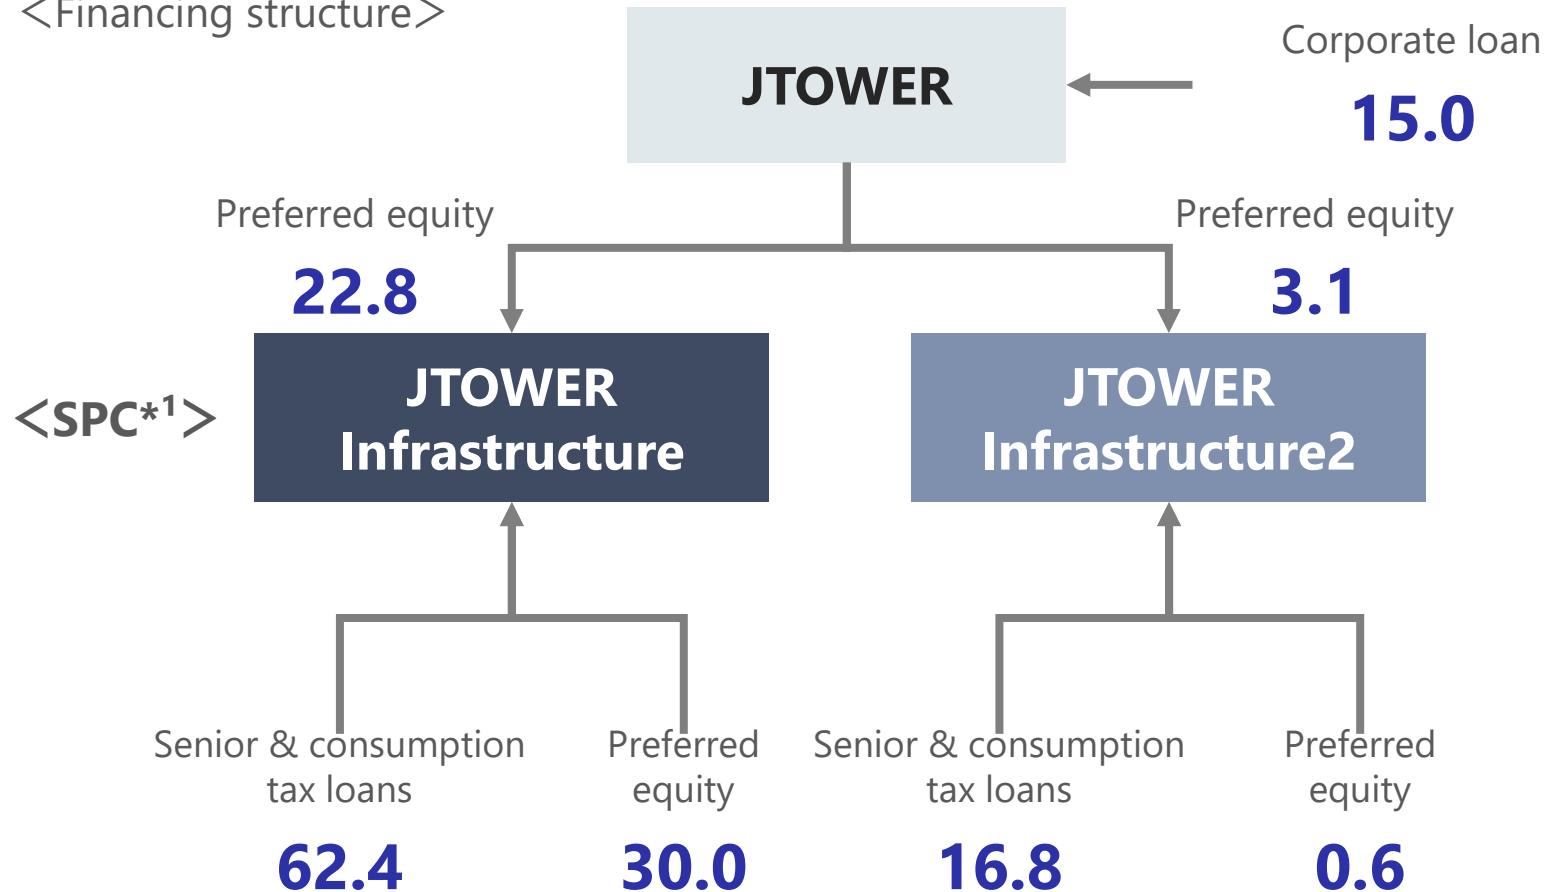 ＜Financing structure＞
JTOWER
Corporate loan
15.0
Preferred equity
22.8
Preferred equity
3.1
＜SPC*¹＞
JTOWER
Infrastructure
JTOWER
Infrastructure2
Senior & consumption
tax loans
62.4
Preferred
equity
30.0
Senior & consumption
tax loans
16.8
Preferred
equity
0.6